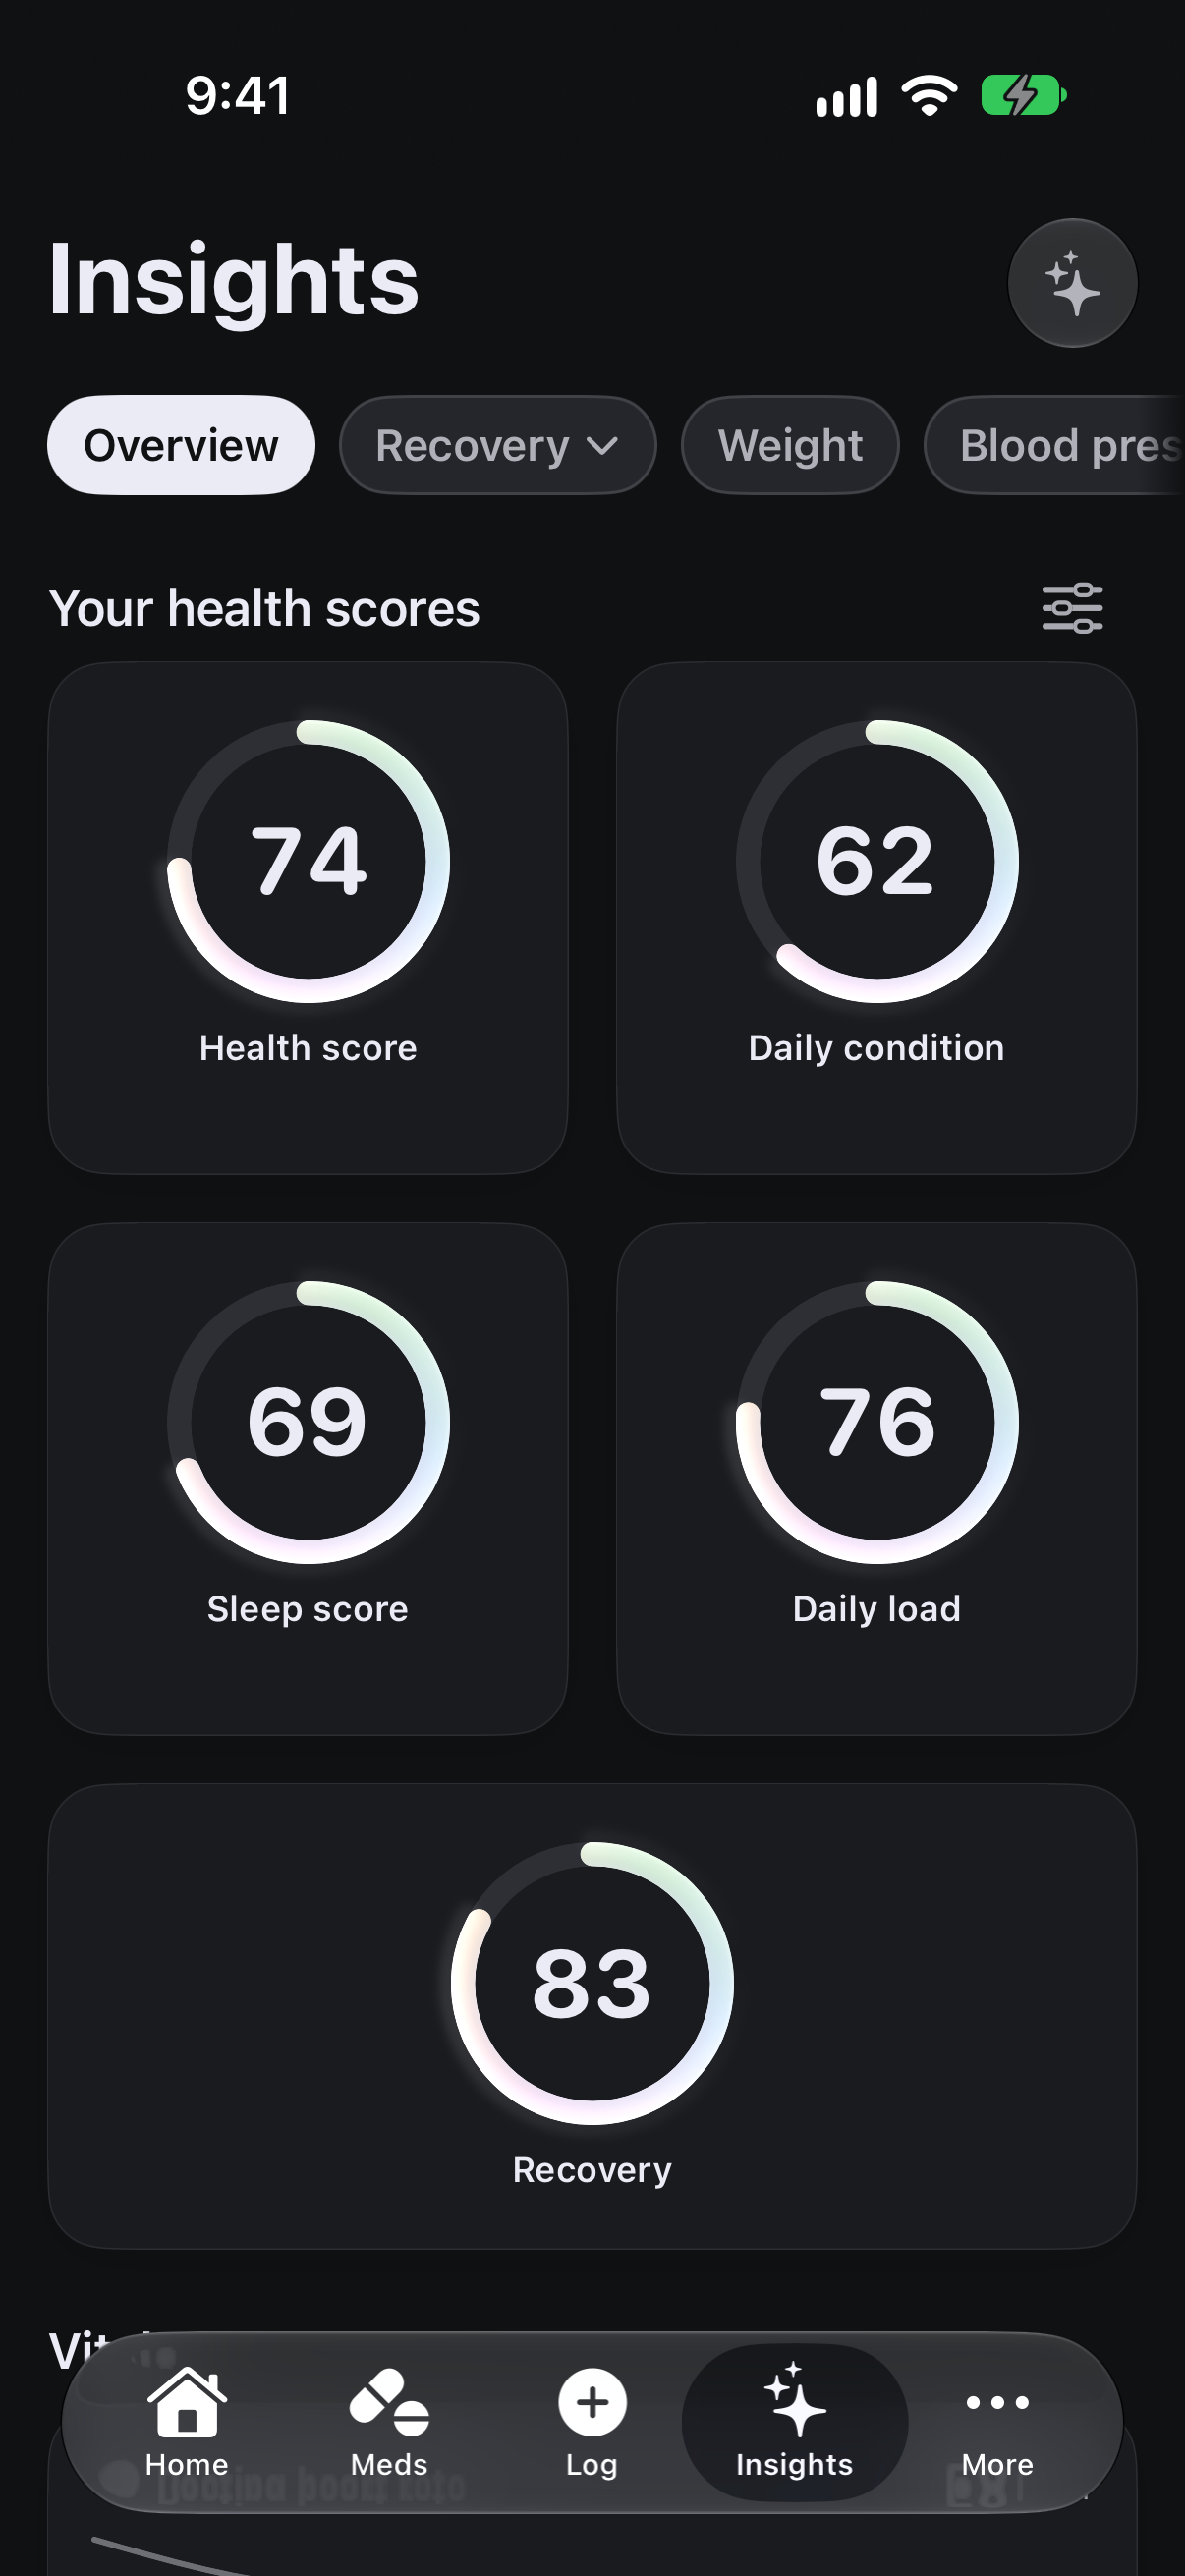 9:41
Insights
Overview Recovery Weight Blood pres
Your health scores
74 62
Health score Daily condition
69 76
Sleep score Daily load
83
Recovery
Home Meds Log Insights More